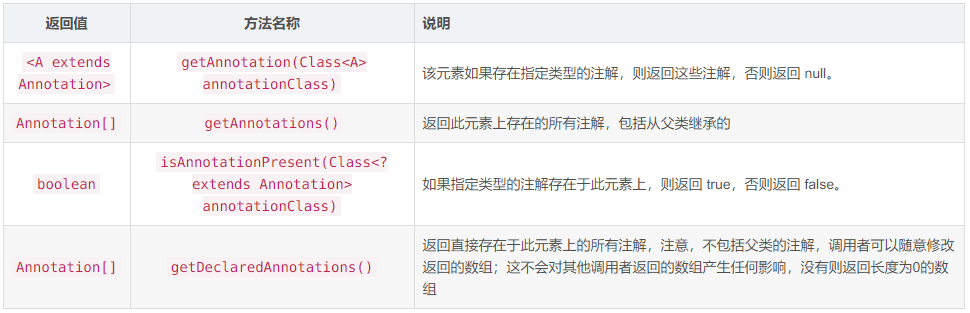 返回值
方法名称
说明
<A extends
Annotation>
getAnnotation(Class<A>
annotationClass)
该元素如果存在指定类型的注解，则返回这些注解，否则返回 null。
Annotation[]
getAnnotations()
返回此元素上存在的所有注解，包括从父类继承的
boolean
isAnnotationPresent(Class<?
extends Annotation>
annotationClass)
如果指定类型的注解存在于此元素上，则返回 true，否则返回 false。
Annotation[]
getDeclaredAnnotations()
返回直接存在于此元素上的所有注解，注意，不包括父类的注解，调用者可以随意修改
返回的数组；这不会对其他调用者返回的数组产生任何影响，没有则返回长度为0的数
组